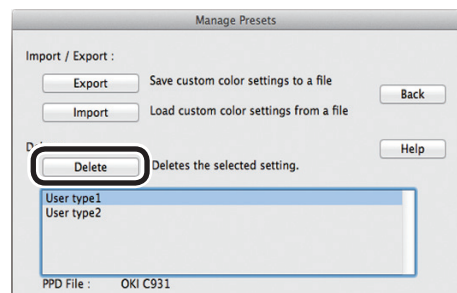 Manage Presets
Import / Export :
Export Save custom color settings to a file
Back
Import Load custom color settings from a file
Help
Delete Deletes the selected setting.
User type1
User type2
PPD File : OKI C931